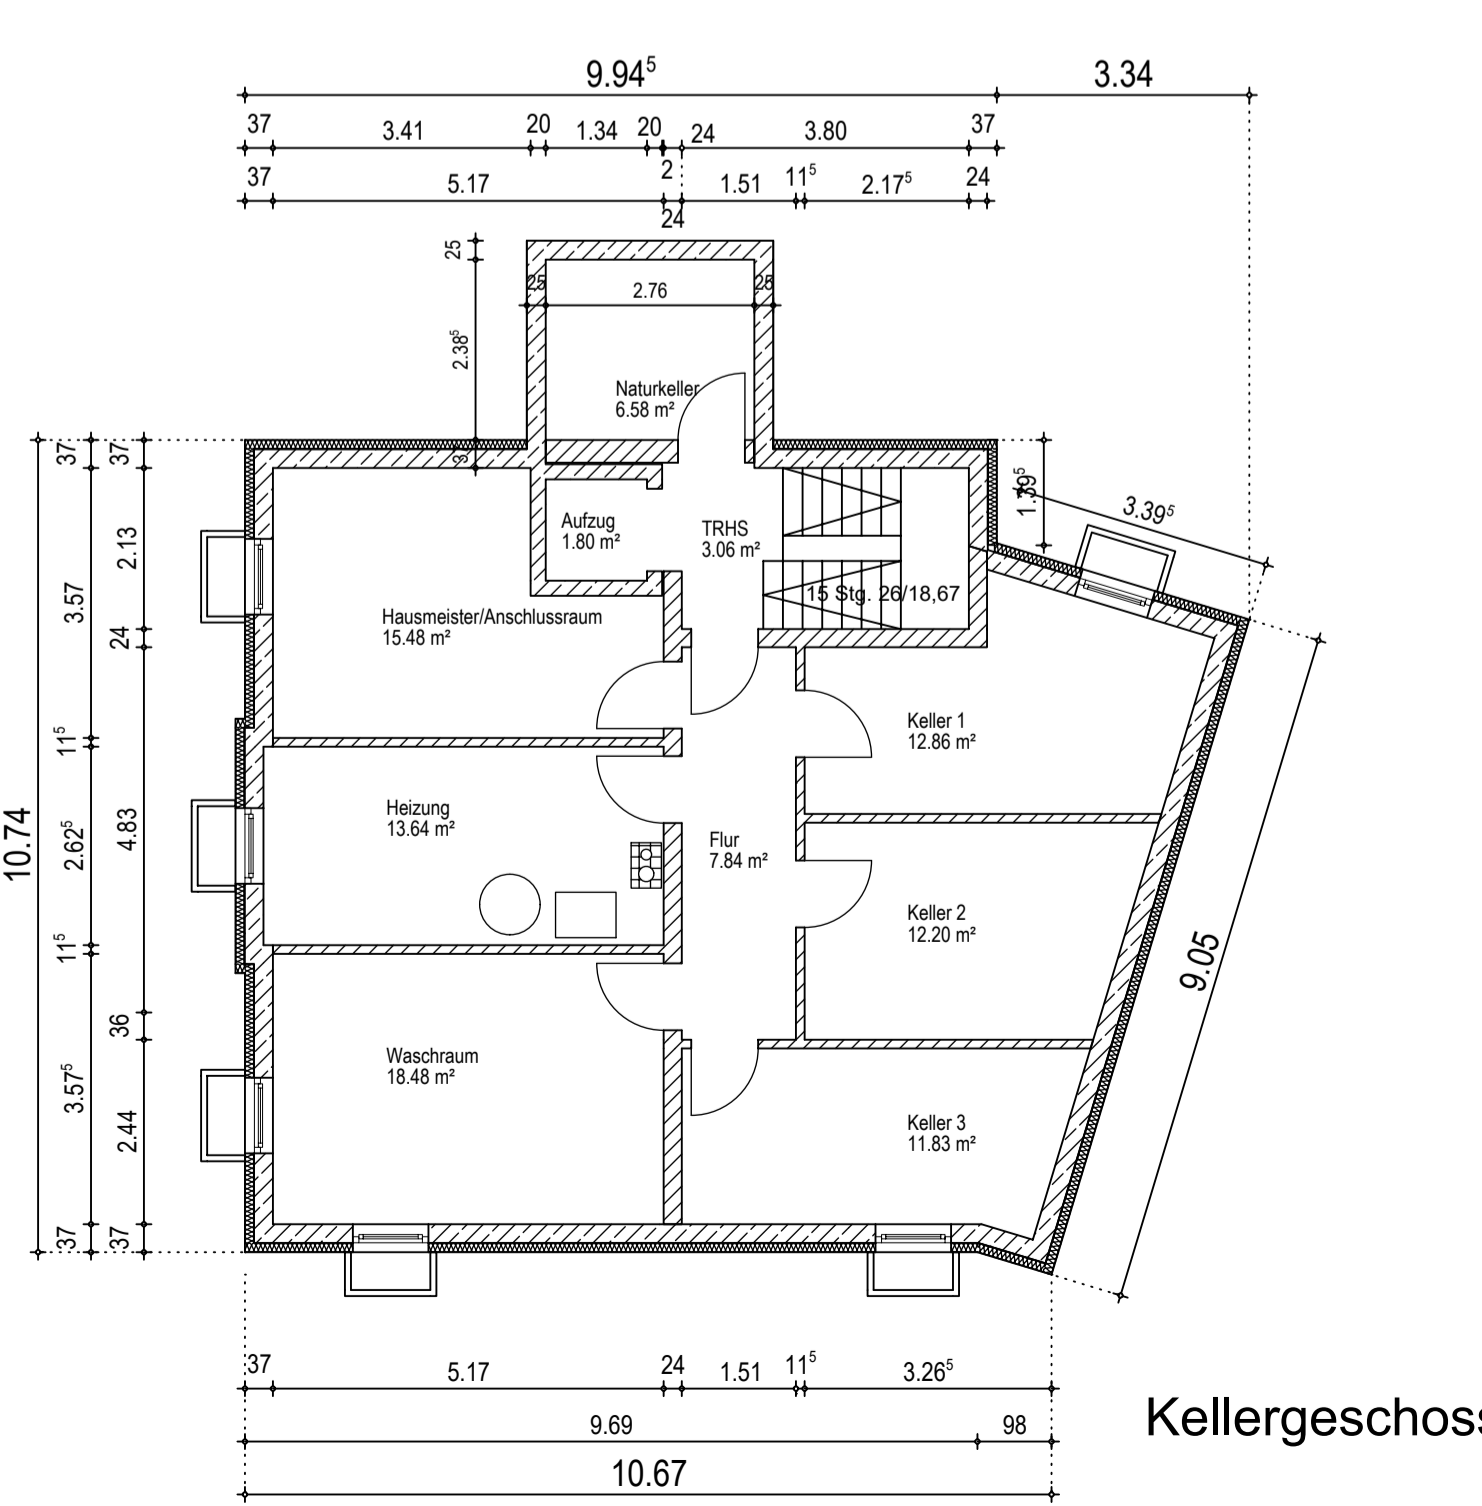 9.94⁵ 3.34
37 3.41 20 1.34 20 24 3.80 37
2
37 5.17 1.51 11⁵ 2.17⁵ 24
24
25
25 2.76 25
2.38⁵
Naturkeller
6.58 m²
37 37
1.39⁵
3.39⁵
Aufzug
1.80 m²
TRHS
3.06 m²
2.13
3.57
15 Stg. 26/18,67
Hausmeister/Anschlussraum
15.48 m²
24
Keller 1
12.86 m²
11⁵
Heizung
13.64 m²
10.74
2.62⁵
4.83
Flur
7.84 m²
Keller 2
12.20 m²
11⁵
9.05
36
Waschraum
18.48 m²
3.57⁵
2.44
Keller 3
11.83 m²
37 37
37 5.17 24 1.51 11⁵ 3.26⁵
9.69 98
Kellergeschoss
10.67